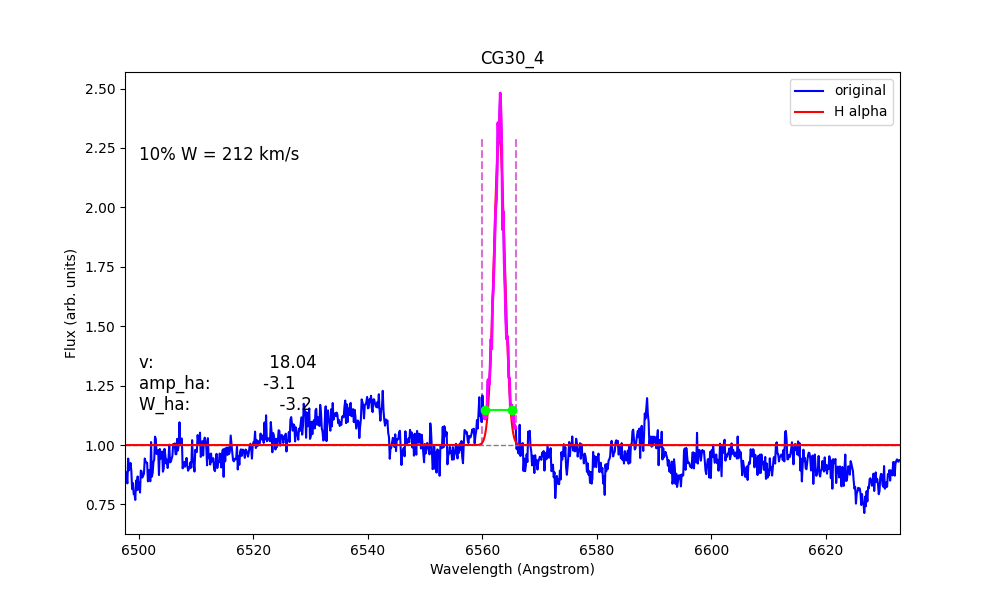 CG30_4
original
H alpha
10% W = 212 km/s
v: 18.04
amp_ha: -3.1
W_ha: -3.2
Flux (arb. units)
2.50
2.25
2.00
1.75
1.50
1.25
1.00
0.75
6500 6520 6540 6560 6580 6600 6620
Wavelength (Angstrom)